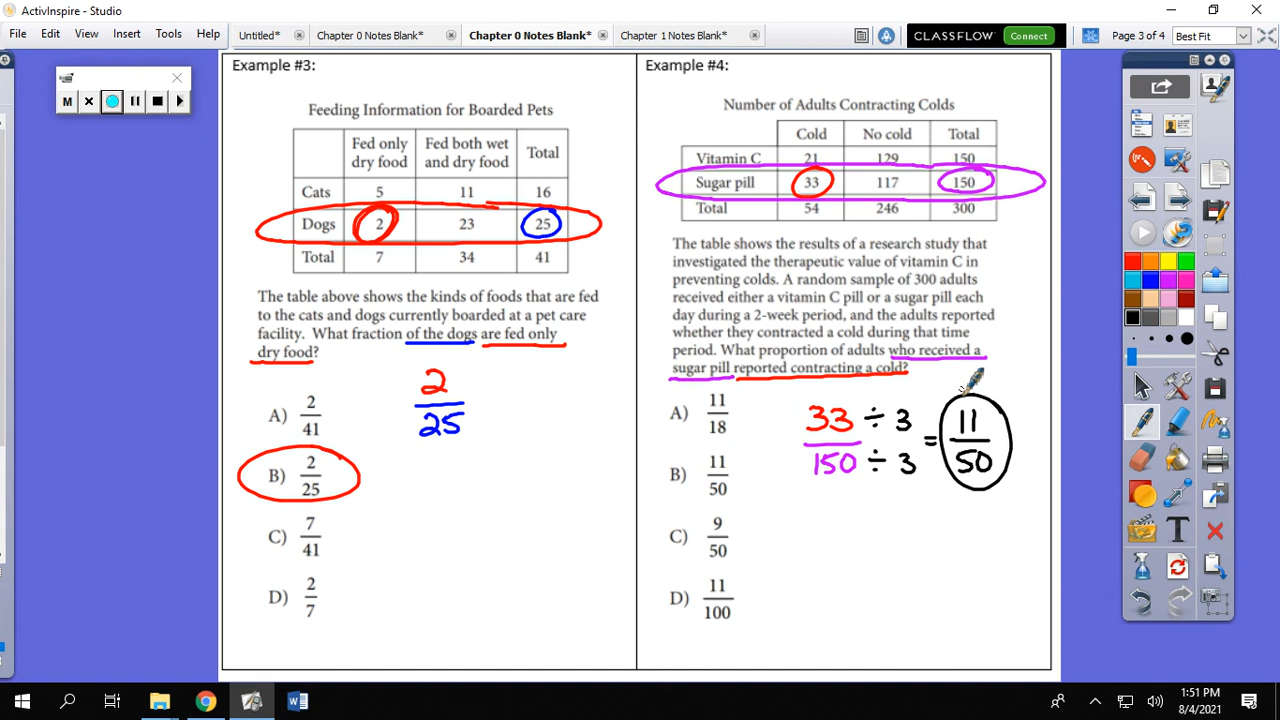 ActivInspire - Studio
File Edit View Insert Tools Help
Untitled*
Chapter 0 Notes Blank*
Chapter 0 Notes Blank*
Chapter 1 Notes Blank*
CLASSFLOW
Connect
Page 3 of 4
Best Fit
M
Example #3:
Feeding Information for Boarded Pets
Fed only dry food
Fed both wet and dry food
Total
Cats 5 11 16
Dogs 2 23 25
Total 7 34 41
The table above shows the kinds of foods that are fed
to the cats and dogs currently boarded at a pet care
facility. What fraction of the dogs are fed only
dry food?
2
25
A) 2/41
B) 2/25
C) 7/41
D) 2/7
Example #4:
Number of Adults Contracting Colds
Cold No cold Total
Vitamin C 21 129 150
Sugar pill 33 117 150
Total 54 246 300
The table shows the results of a research study that
investigated the therapeutic value of vitamin C in
preventing colds. A random sample of 300 adults
received either a vitamin C pill or a sugar pill each
day during a 2-week period, and the adults reported
whether they contracted a cold during that time
period. What proportion of adults who received a
sugar pill reported contracting a cold?
33 ÷ 3 = 11
150 ÷ 3 50
A) 11/18
B) 11/50
C) 9/50
D) 11/100
T
W
1:51 PM
8/4/2021